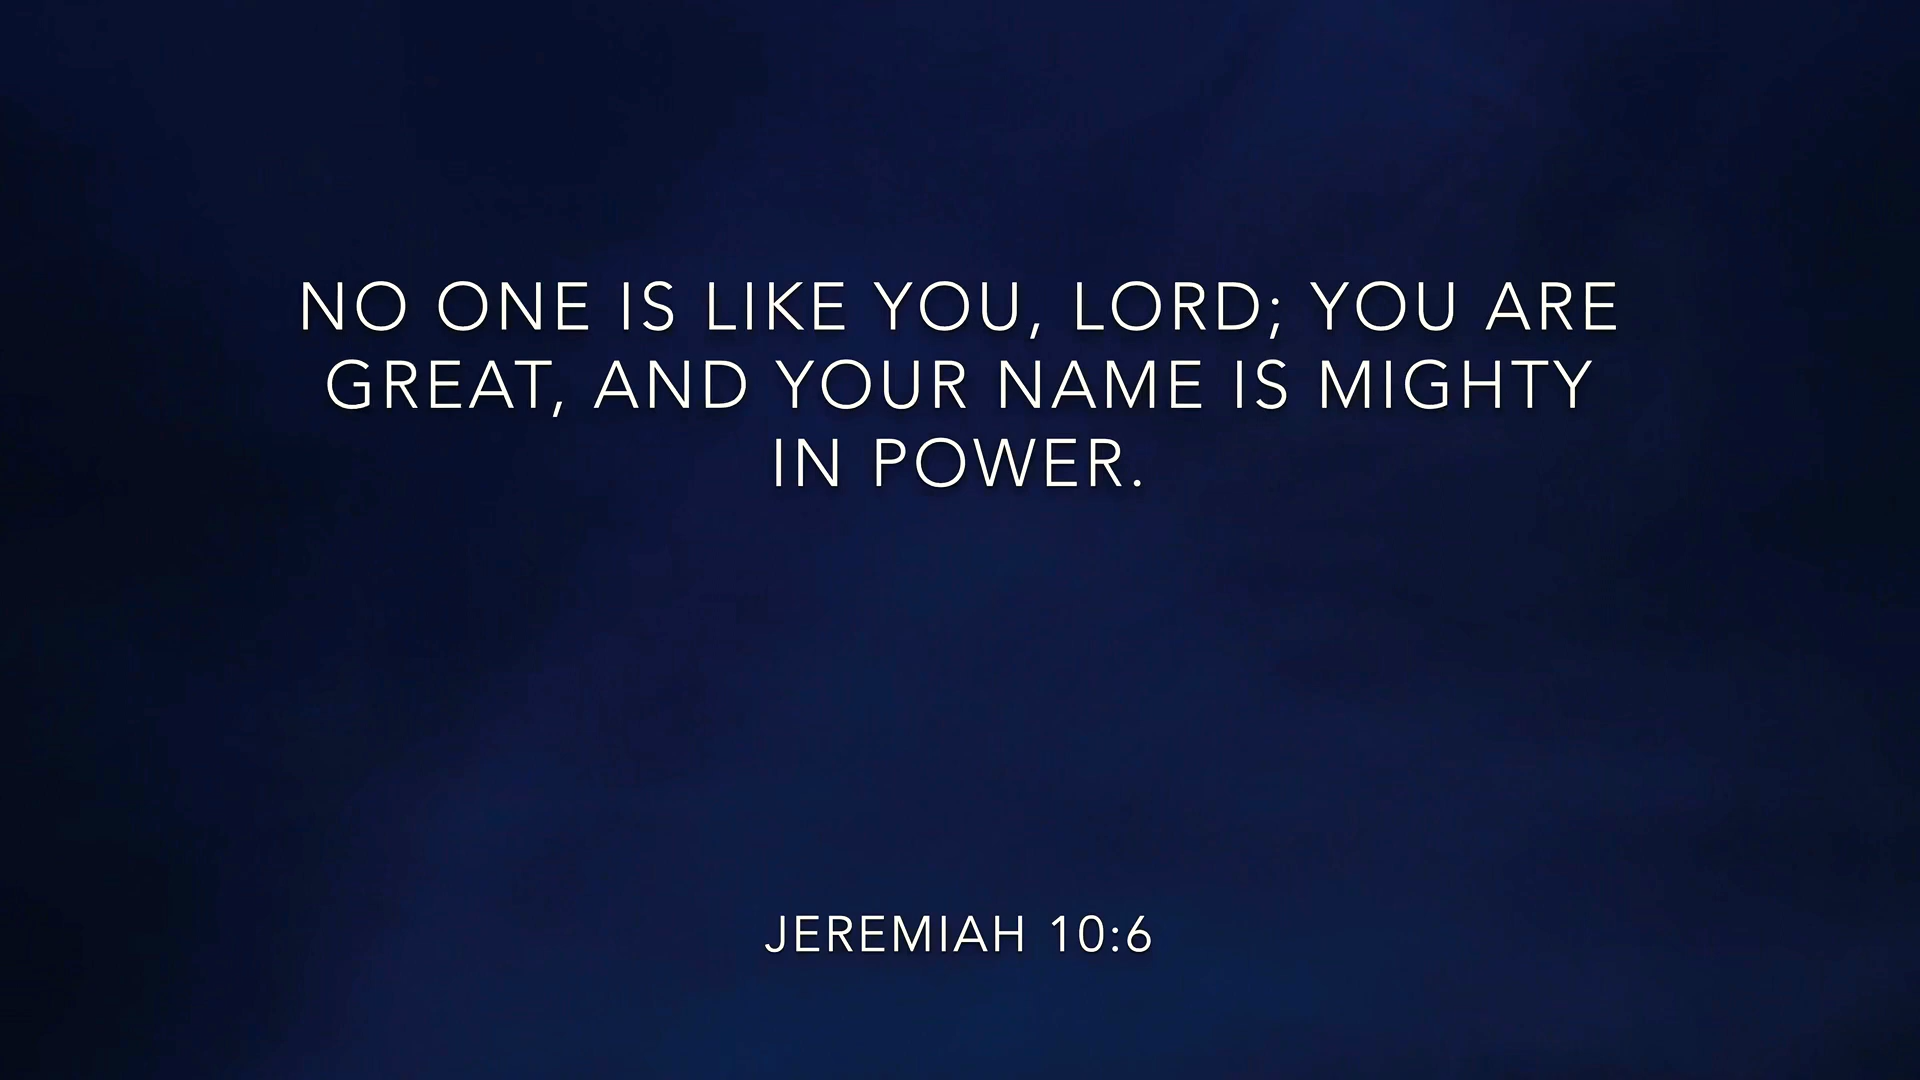 NO ONE IS LIKE YOU, LORD; YOU ARE
GREAT, AND YOUR NAME IS MIGHTY
IN POWER.
JEREMIAH 10:6